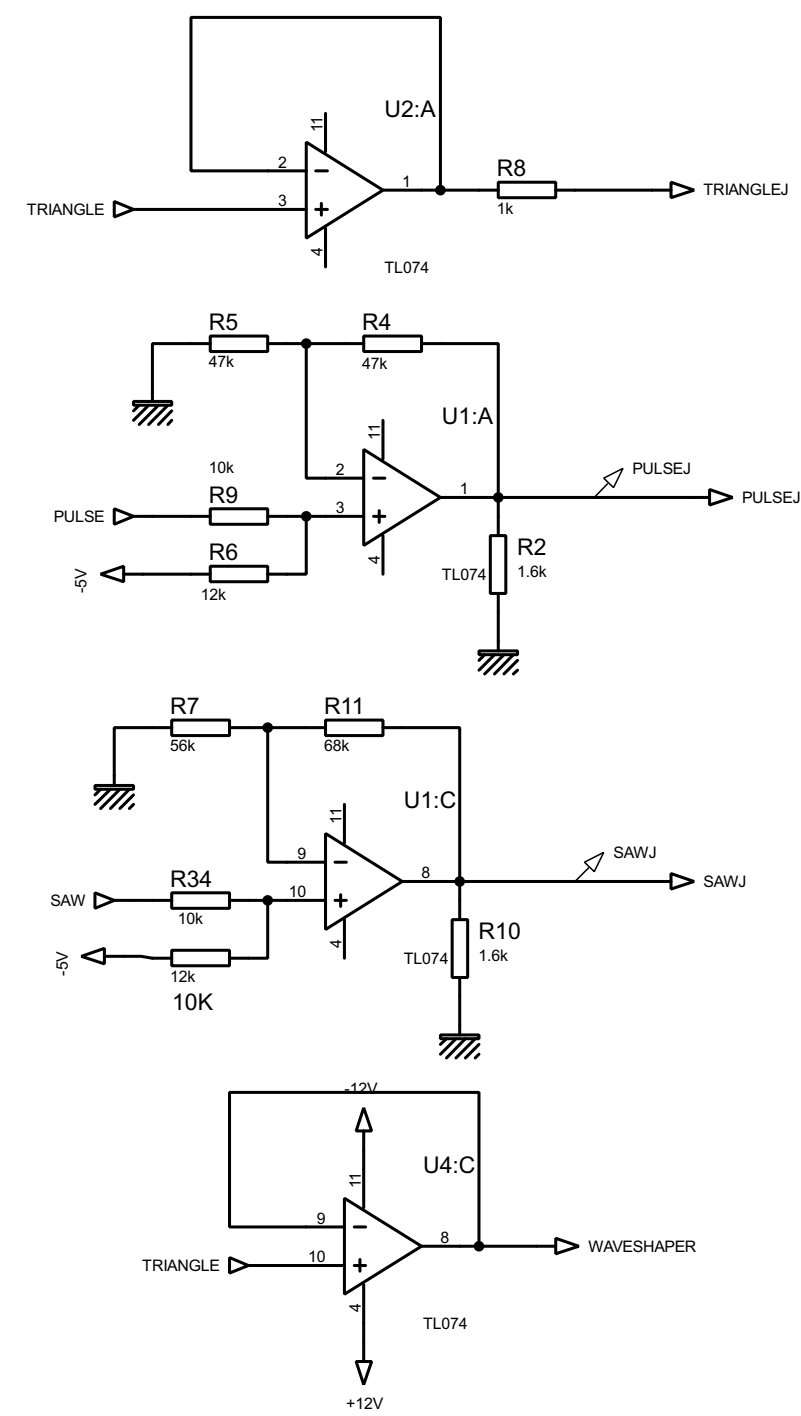 U2:A
11
2
3
1
4
R8
1k
TRIANGLE
TRIANGLEJ
TL074
R5
47k
R4
47k
U1:A
11
10k
R9
2
3
1
4
PULSE
PULSEJ
PULSEJ
R6
12k
-5V
TL074
R2
1.6k
R7
56k
R11
68k
U1:C
11
9
10
8
4
SAW
R34
10k
SAWJ
SAWJ
-5V
12k
10K
TL074
R10
1.6k
-12V
U4:C
11
9
10
8
4
TRIANGLE
WAVESHAPER
TL074
+12V